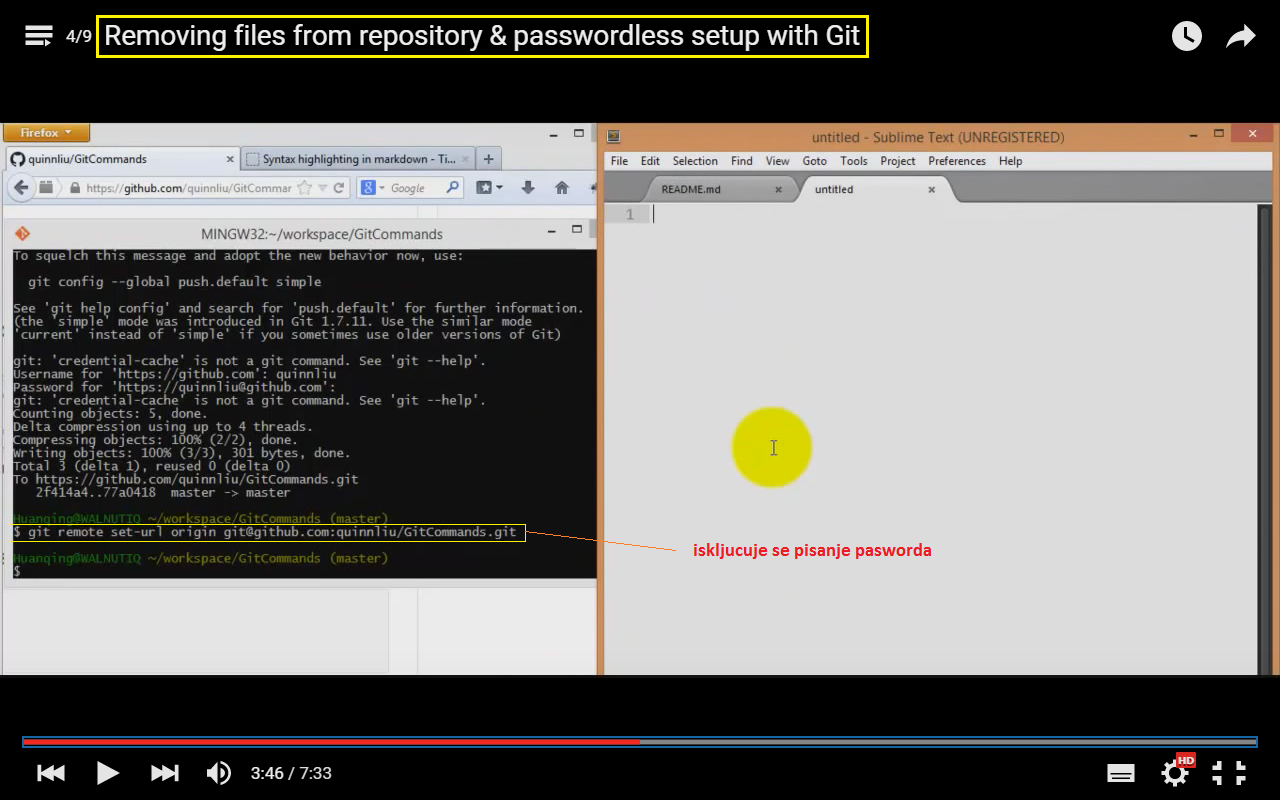 4/9 Removing files from repository & passwordless setup with Git
Firefox
quinnliu/GitCommands
Syntax highlighting in markdown - Ti...
https://github.com/quinnliu/GitCommar
Google
MINGW32:~/workspace/GitCommands
To squelch this message and adopt the new behavior now, use:
git config --global push.default simple
See 'git help config' and search for 'push.default' for further information.
(the 'simple' mode was introduced in Git 1.7.11. Use the similar mode
'current' instead of 'simple' if you sometimes use older versions of Git)
git: 'credential-cache' is not a git command. See 'git --help'.
Username for 'https://github.com': quinnliu
Password for 'https://quinnliu@github.com':
git: 'credential-cache' is not a git command. See 'git --help'.
Counting objects: 5, done.
Delta compression using up to 4 threads.
Compressing objects: 100% (2/2), done.
Writing objects: 100% (3/3), 301 bytes, done.
Total 3 (delta 1), reused 0 (delta 0)
To https://github.com/quinnliu/GitCommands.git
2f414a4..77a0418 master -> master
Huanqing@WALNUTIQ ~/workspace/GitCommands (master)
$ git remote set-url origin git@github.com:quinnliu/GitCommands.git
Huanqing@WALNUTIQ ~/workspace/GitCommands (master)
$
untitled - Sublime Text (UNREGISTERED)
File Edit Selection Find View Goto Tools Project Preferences Help
README.md
untitled
1
iskljucuje se pisanje pasworda
3:46 / 7:33
HD